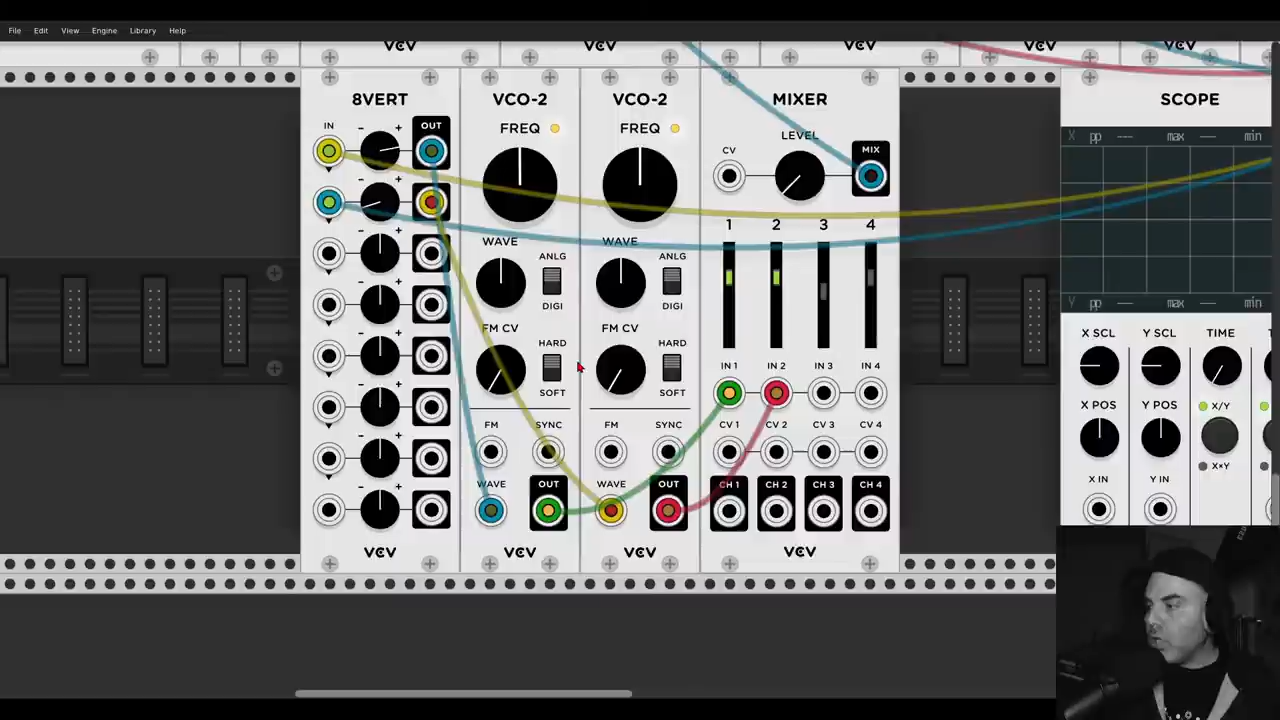 File Edit View Engine Library Help
VCV VCV VCV VCV VCV
8VERT VCO-2 VCO-2 MIXER SCOPE
IN - + OUT FREQ FREQ LEVEL X pp --- max --- min
CV MIX
- +
- + 1 2 3 4
WAVE ANLG WAVE ANLG
- +
DIGI DIGI Y pp --- max --- min
- + FM CV HARD FM CV HARD X SCL Y SCL TIME
IN 1 IN 2 IN 3 IN 4
- + SOFT SOFT X POS Y POS X/Y
FM SYNC FM SYNC CV 1 CV 2 CV 3 CV 4
- + X×Y
WAVE OUT WAVE OUT CH 1 CH 2 CH 3 CH 4 X IN Y IN
- +
VCV VCV VCV VCV